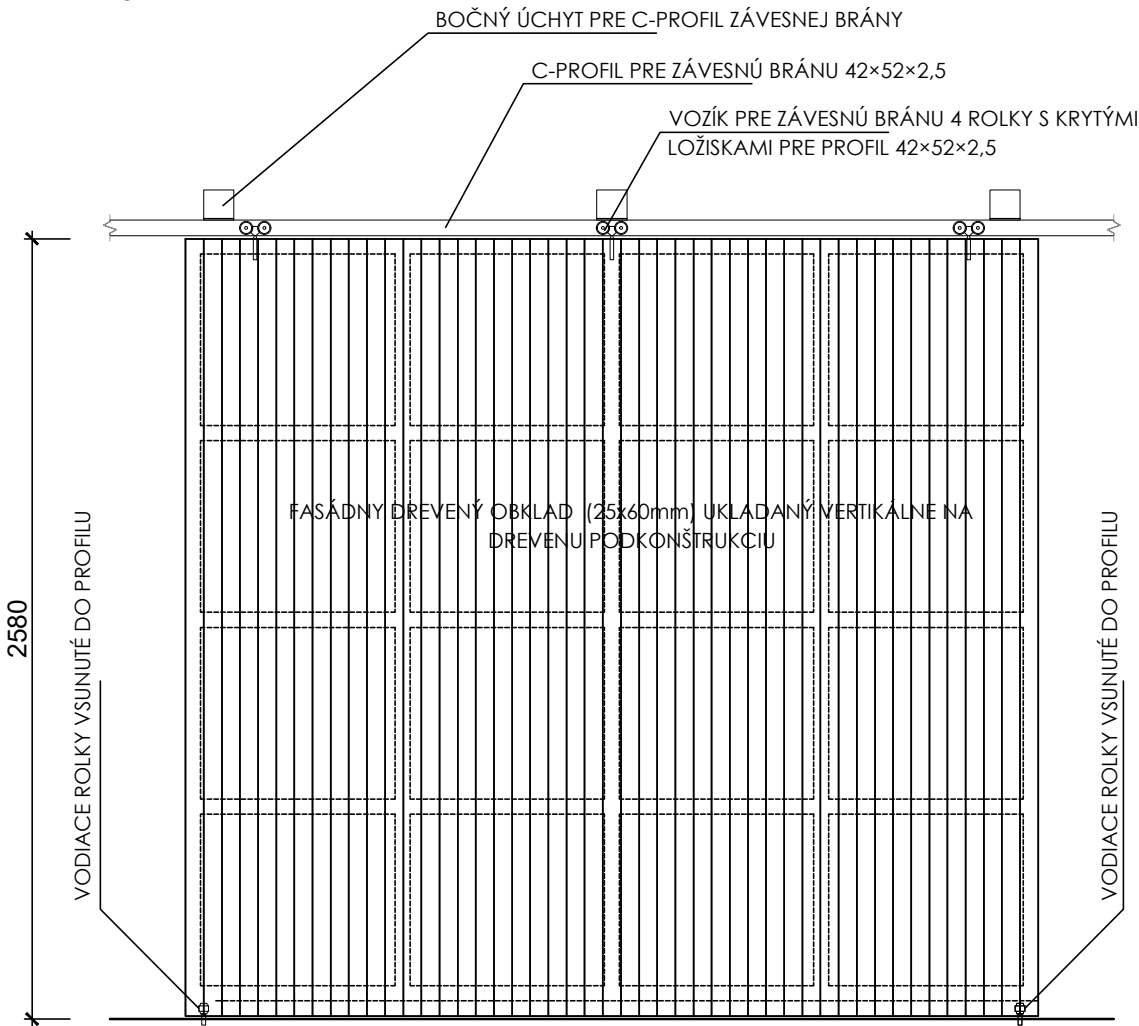 BOČNÝ ÚCHYT PRE C-PROFIL ZÁVESNEJ BRÁNY
C-PROFIL PRE ZÁVESNÚ BRÁNU 42×52×2,5
VOZÍK PRE ZÁVESNÚ BRÁNU 4 ROLKY S KRYTÝMI
LOŽISKAMI PRE PROFIL 42×52×2,5
FASÁDNY DREVENÝ OBKLAD (25x60mm) UKLADANÝ VERTIKÁLNE NA
DREVENU PODKONŠTRUKCIU
2580
VODIACE ROLKY VSUNUTÉ DO PROFILU
VODIACE ROLKY VSUNUTÉ DO PROFILU